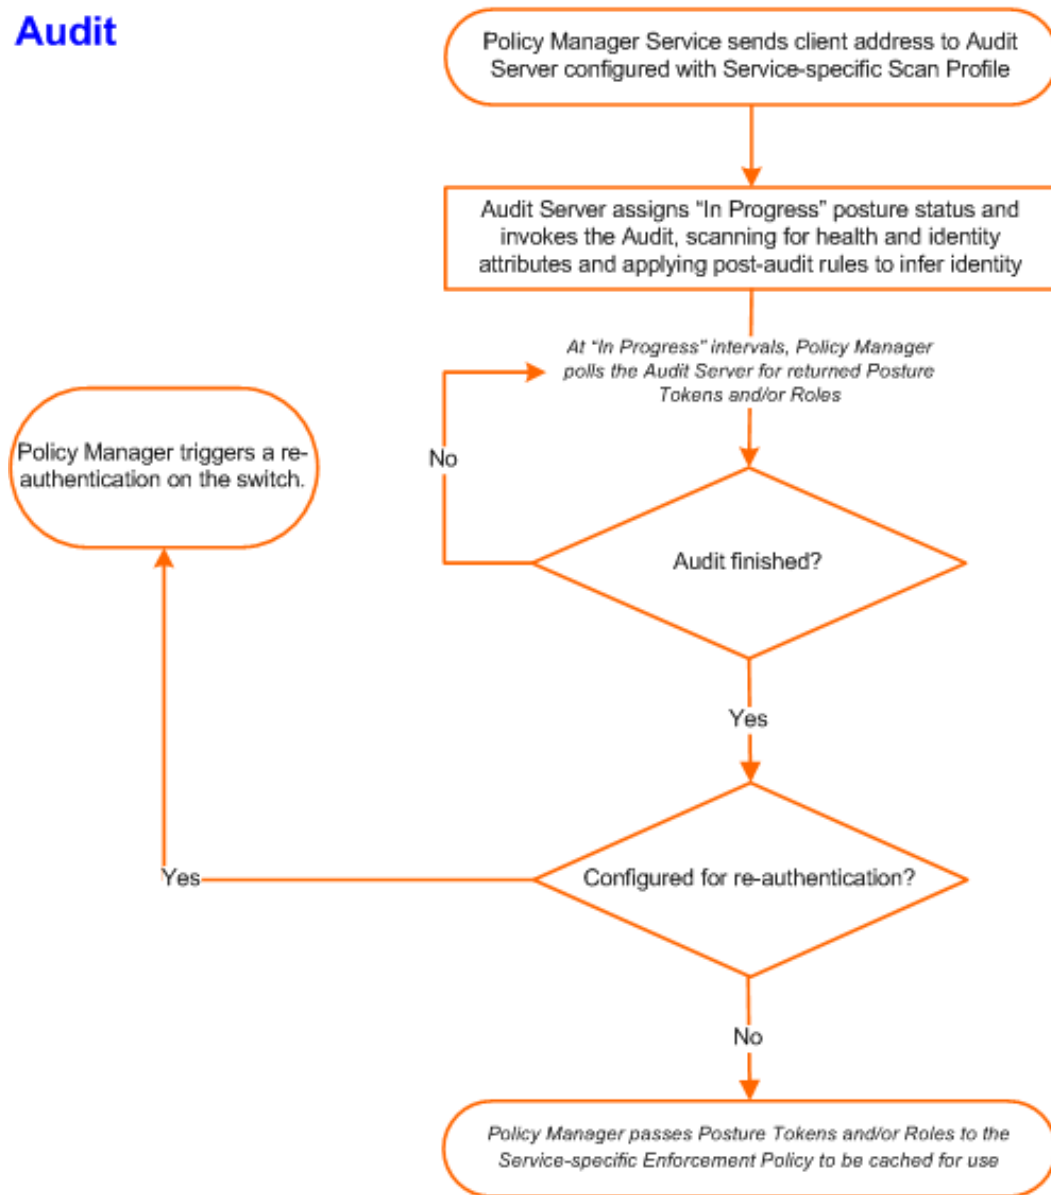 Audit
Policy Manager Service sends client address to Audit
Server configured with Service-specific Scan Profile
Audit Server assigns “In Progress” posture status and
invokes the Audit, scanning for health and identity
attributes and applying post-audit rules to infer identity
At “In Progress” intervals, Policy Manager
polls the Audit Server for returned Posture
Tokens and/or Roles
Policy Manager triggers a re-
authentication on the switch.
No
Audit finished?
Yes
Yes
Configured for re-authentication?
No
Policy Manager passes Posture Tokens and/or Roles to the
Service-specific Enforcement Policy to be cached for use